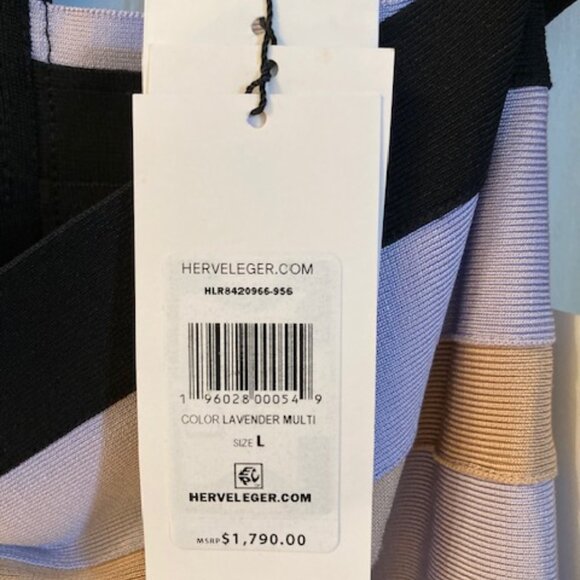 HERVELEGER.COM
HLR8420966-956
1 96028 00054 9
COLOR LAVENDER MULTI
SIZE L
HERVELEGER.COM
MSRP $1,790.00